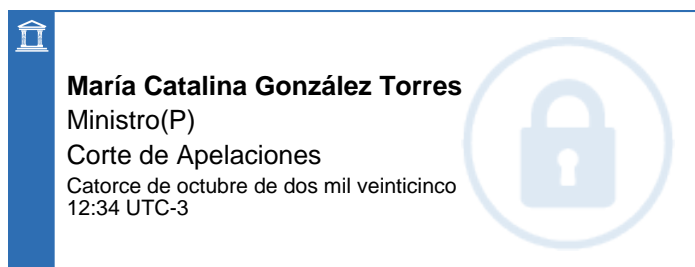 María Catalina González Torres
Ministro(P)
Corte de Apelaciones
Catorce de octubre de dos mil veinticinco
12:34 UTC-3